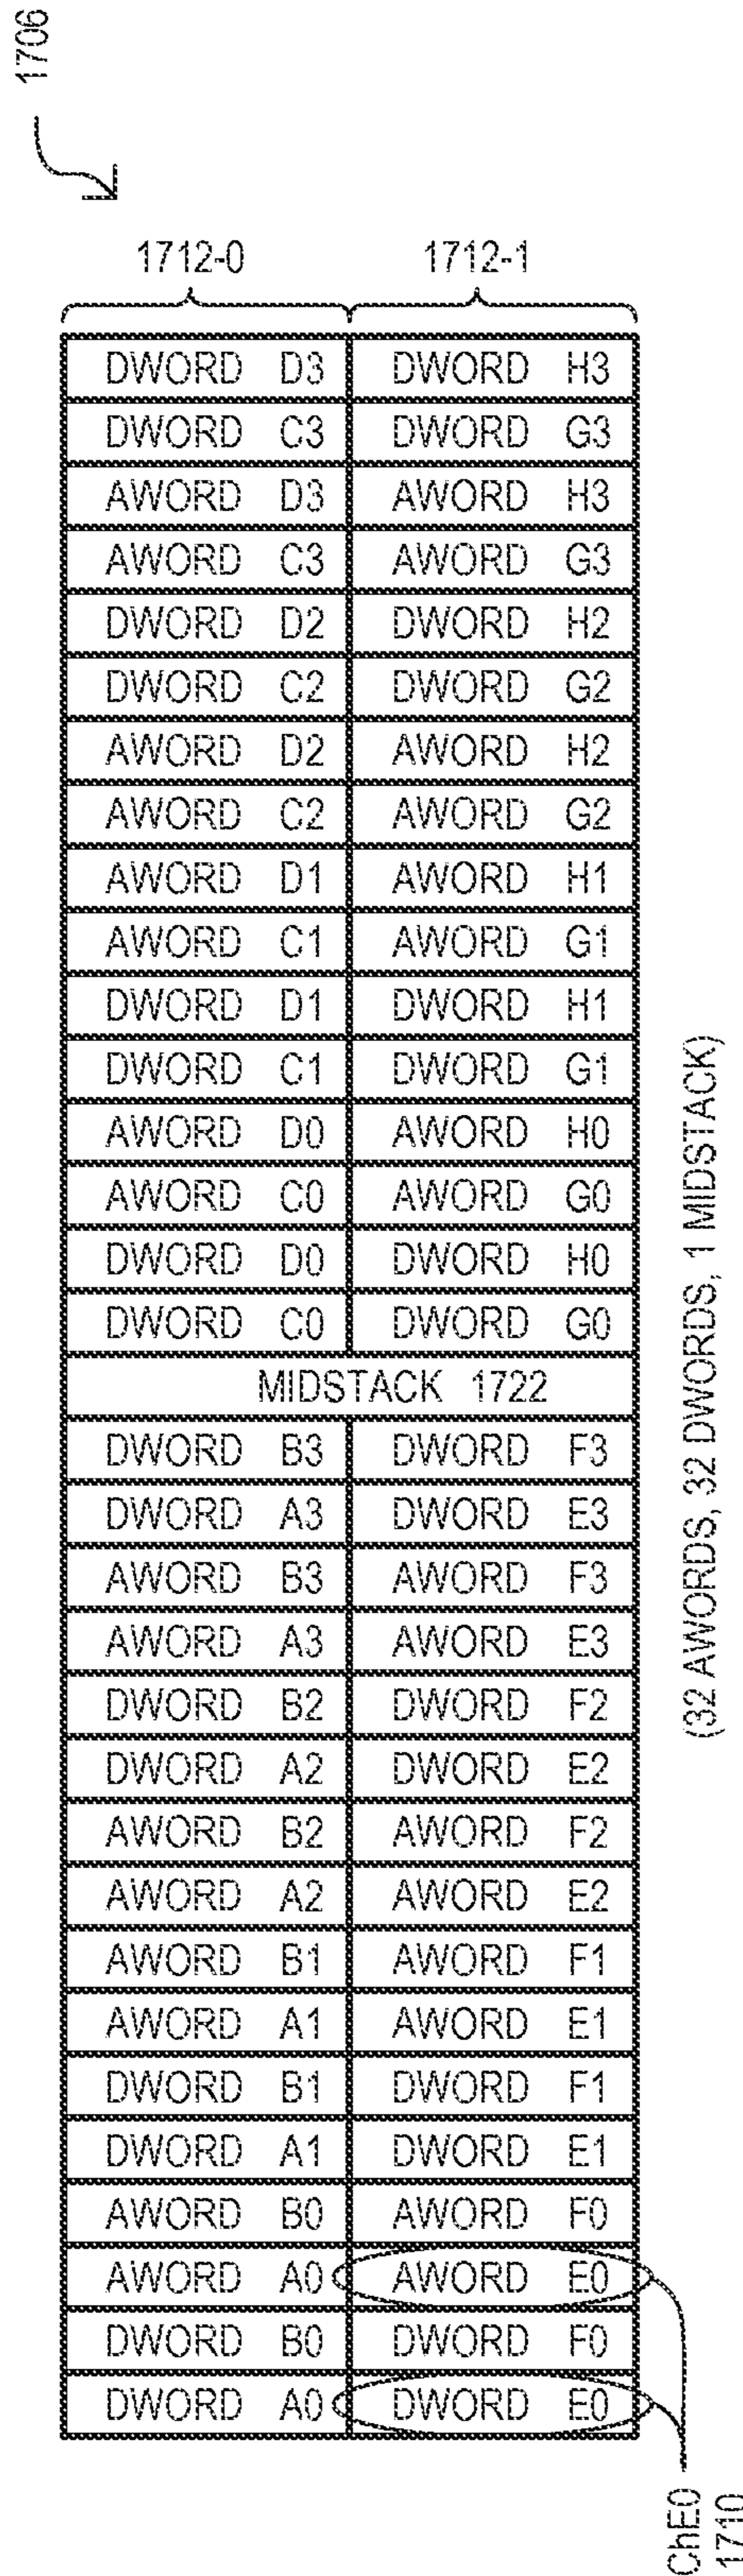 1706
1712-0 1712-1
DWORD D3 DWORD H3
DWORD C3 DWORD G3
AWORD D3 AWORD H3
AWORD C3 AWORD G3
DWORD D2 DWORD H2
DWORD C2 DWORD G2
AWORD D2 AWORD H2
AWORD C2 AWORD G2
AWORD D1 AWORD H1
AWORD C1 AWORD G1
DWORD D1 DWORD H1
DWORD C1 DWORD G1
AWORD D0 AWORD H0
AWORD C0 AWORD G0
DWORD D0 DWORD H0
DWORD C0 DWORD G0
MIDSTACK 1722
DWORD B3 DWORD F3
DWORD A3 DWORD E3
AWORD B3 AWORD F3
AWORD A3 AWORD E3
DWORD B2 DWORD F2
DWORD A2 DWORD E2
AWORD B2 AWORD F2
AWORD A2 AWORD E2
AWORD B1 AWORD F1
AWORD A1 AWORD E1
DWORD B1 DWORD F1
DWORD A1 DWORD E1
AWORD B0 AWORD F0
AWORD A0 AWORD E0
DWORD B0 DWORD F0
DWORD A0 DWORD E0
(32 AWORDS, 32 DWORDS, 1 MIDSTACK)
ChE0
1710